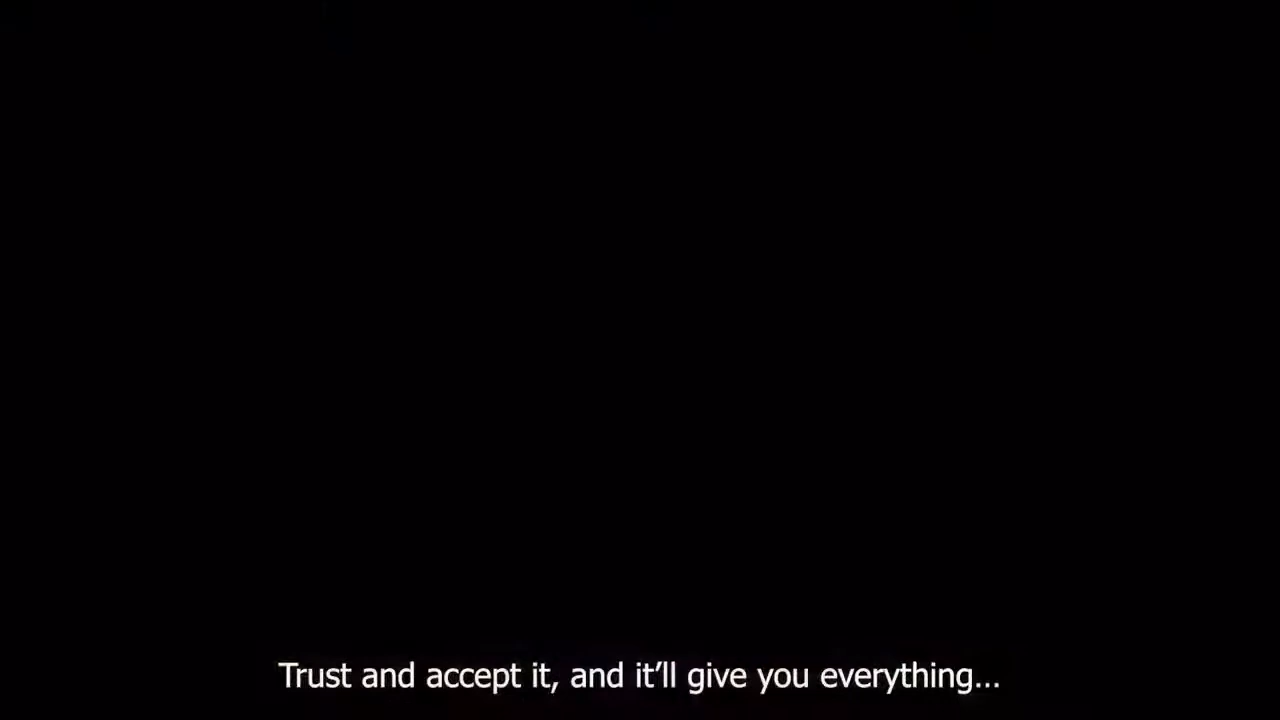 Trust and accept it, and it’ll give you everything...